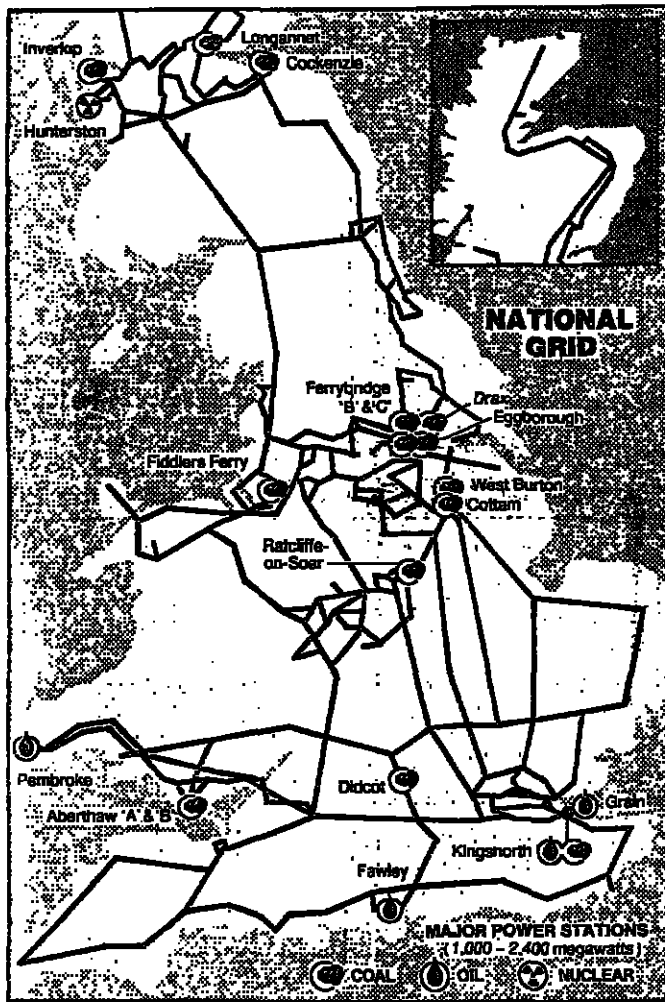 Longannet
Inverkip
Cockenzie
Hunterston
NATIONAL
GRID
Ferrybridge
'B' & 'C'
Drax
Eggborough
Fiddlers Ferry
West Burton
Cottam
Ratcliffe-
on-Soar
Pembroke
Didcot
Aberthaw 'A' & 'B'
Grain
Kingsnorth
Fawley
MAJOR POWER STATIONS
(1,000 – 2,400 megawatts)
COAL OIL NUCLEAR